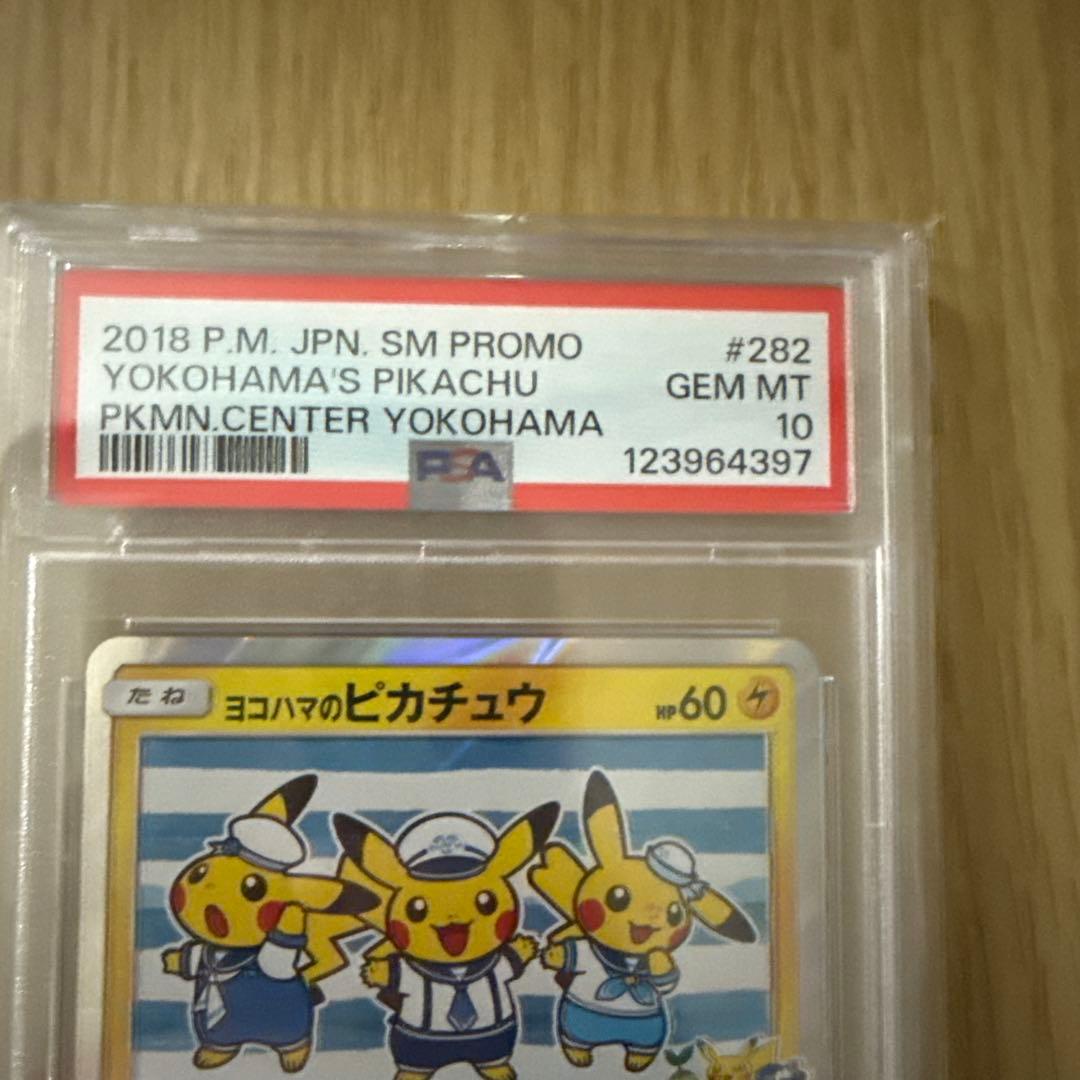 2018 P.M. JPN. SM PROMO #282
YOKOHAMA'S PIKACHU GEM MT
PKMN.CENTER YOKOHAMA 10
PSA 123964397
たね ヨコハマのピカチュウ HP60